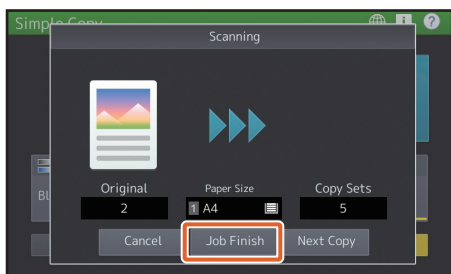 Simple Copy
i ?
Scanning
Original Paper Size Copy Sets
2 1 A4 5
Cancel Job Finish Next Copy